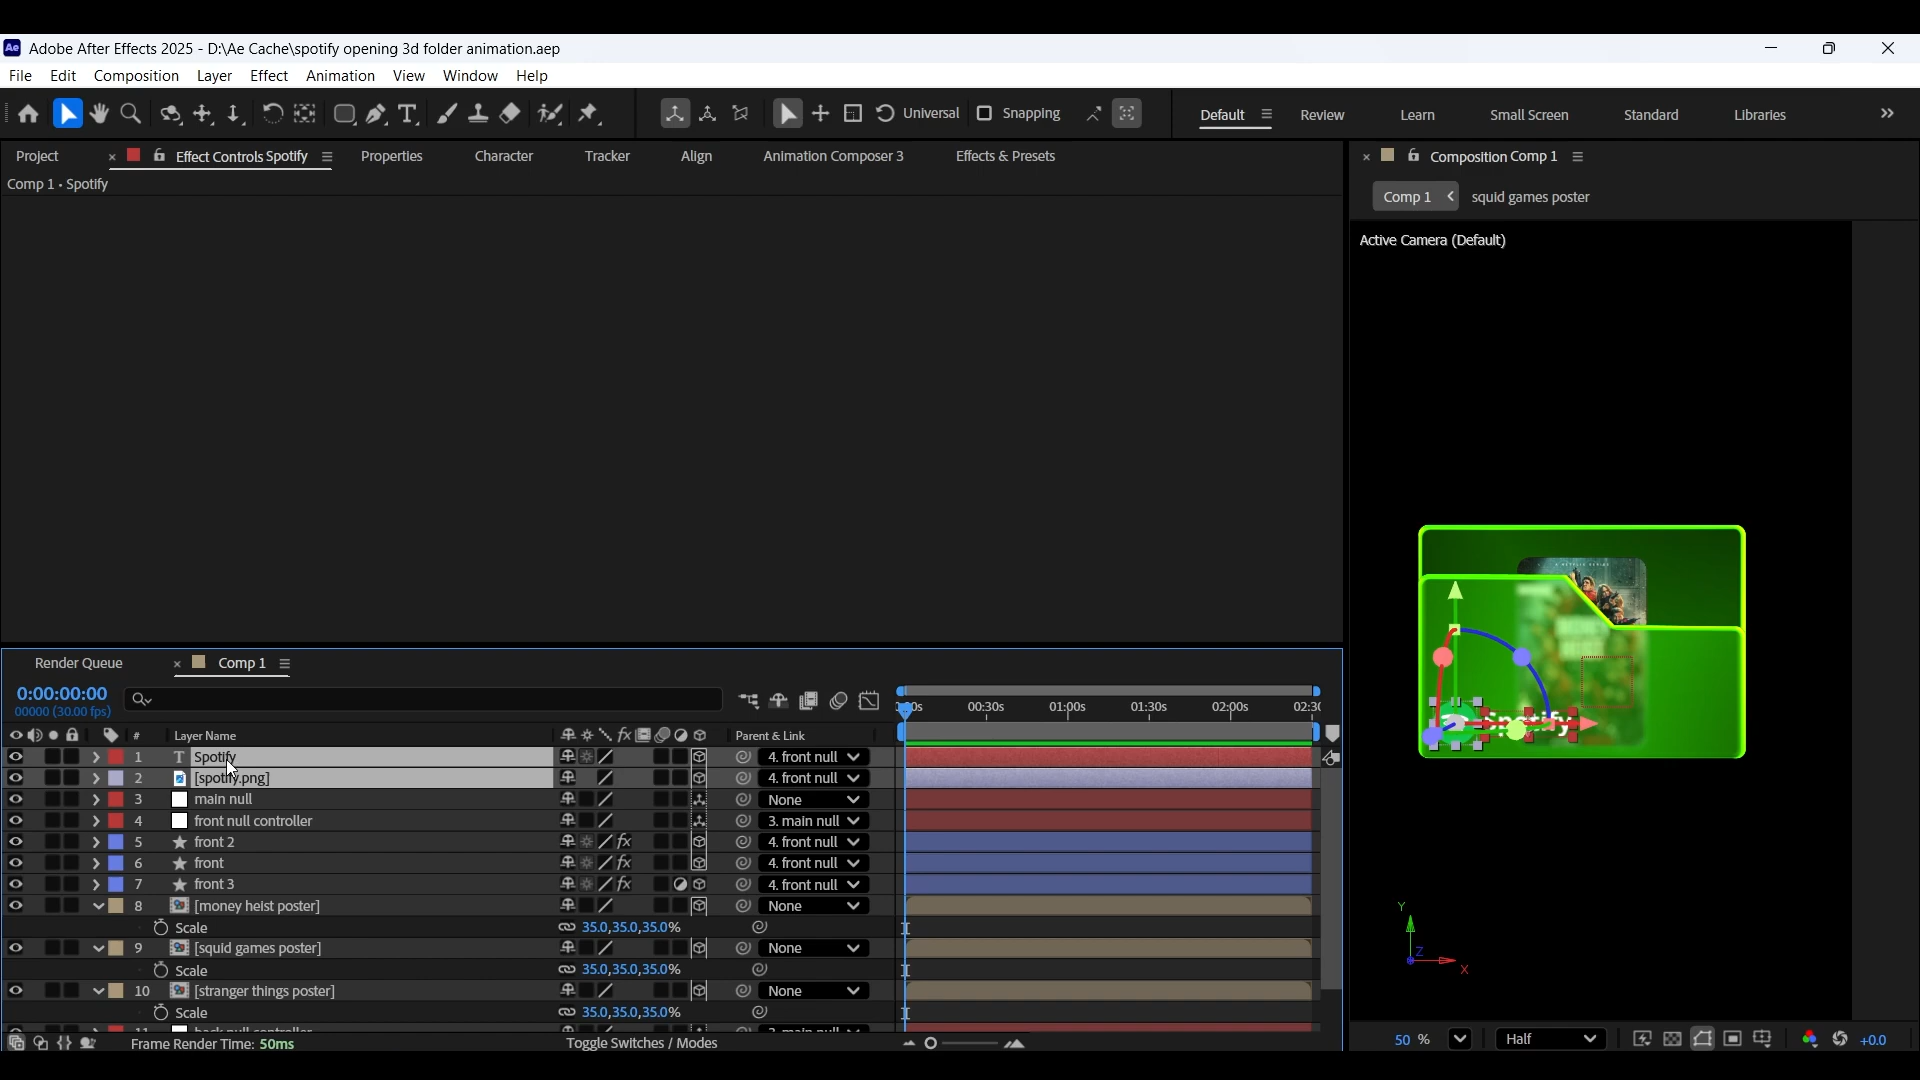 Adobe After Effects 2025 - D:\Ae Cache\spotify opening 3d folder animation.aep
File Edit Composition Layer Effect Animation View Window Help
Universal Snapping Default Review Learn Small Screen Standard Libraries
Project Effect Controls Spotify Properties Character Tracker Align Animation Composer 3 Effects & Presets
Composition Comp 1
Comp 1 • Spotify
Comp 1 squid games poster
Active Camera (Default)
Spotify
Y
Z
X
Render Queue Comp 1
0:00:00:00
00000 (30.00 fps)
00:30s 01:00s 01:30s 02:00s
# Layer Name Parent & Link
1 T Spotify 4. front null
2 [spotify.png] 4. front null
3 main null None
4 front null controller 3. main null
5 front 2 fx 4. front null
6 front fx 4. front null
7 front 3 fx 4. front null
8 [money heist poster] None
Scale 35.0,35.0,35.0%
9 [squid games poster] None
Scale 35.0,35.0,35.0%
10 [stranger things poster] None
Scale 35.0,35.0,35.0%
Frame Render Time: 50ms Toggle Switches / Modes
50 % Half +0.0